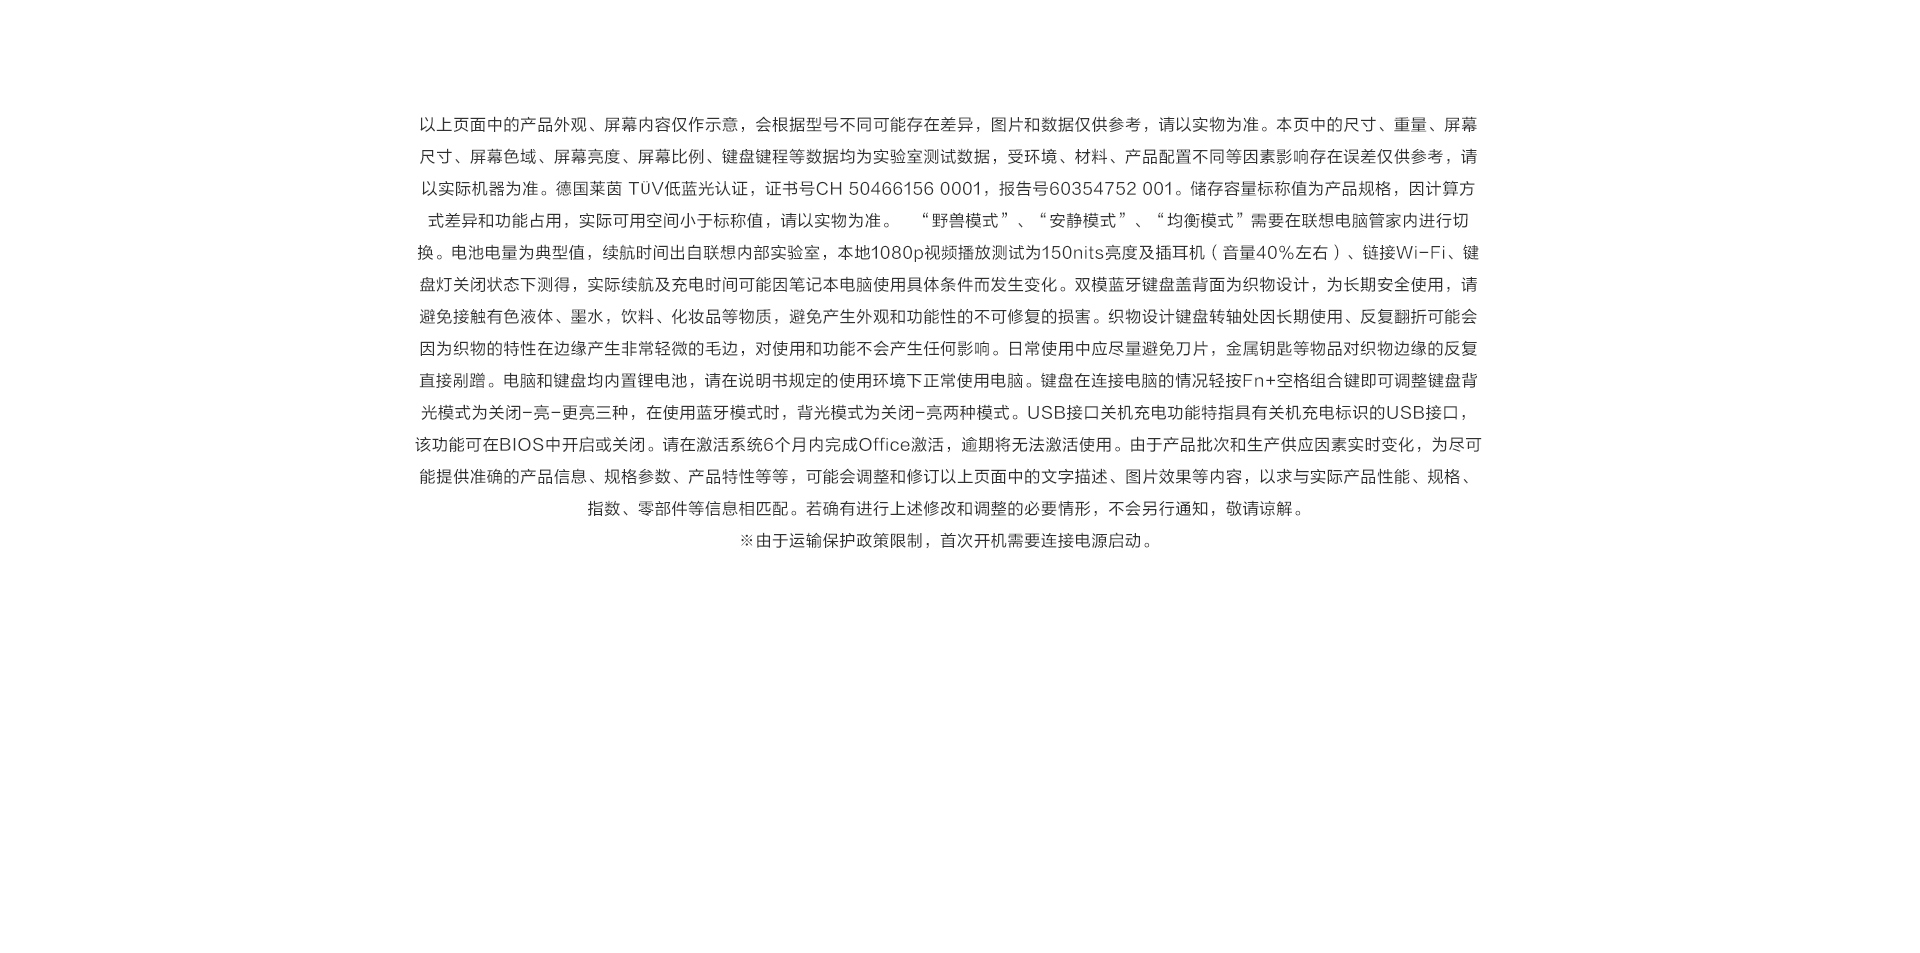 以上页面中的产品外观、屏幕内容仅作示意，会根据型号不同可能存在差异，图片和数据仅供参考，请以实物为准。本页中的尺寸、重量、屏幕
尺寸、屏幕色域、屏幕亮度、屏幕比例、键盘键程等数据均为实验室测试数据，受环境、材料、产品配置不同等因素影响存在误差仅供参考，请
以实际机器为准。德国莱茵 TÜV低蓝光认证，证书号CH 50466156 0001，报告号60354752 001。储存容量标称值为产品规格，因计算方
式差异和功能占用，实际可用空间小于标称值，请以实物为准。 “野兽模式”、“安静模式”、“均衡模式”需要在联想电脑管家内进行切
换。电池电量为典型值，续航时间出自联想内部实验室，本地1080p视频播放测试为150nits亮度及插耳机（音量40%左右）、链接Wi-Fi、键
盘灯关闭状态下测得，实际续航及充电时间可能因笔记本电脑使用具体条件而发生变化。双模蓝牙键盘盖背面为织物设计，为长期安全使用，请
避免接触有色液体、墨水，饮料、化妆品等物质，避免产生外观和功能性的不可修复的损害。织物设计键盘转轴处因长期使用、反复翻折可能会
因为织物的特性在边缘产生非常轻微的毛边，对使用和功能不会产生任何影响。日常使用中应尽量避免刀片，金属钥匙等物品对织物边缘的反复
直接剐蹭。电脑和键盘均内置锂电池，请在说明书规定的使用环境下正常使用电脑。键盘在连接电脑的情况轻按Fn+空格组合键即可调整键盘背
光模式为关闭-亮-更亮三种，在使用蓝牙模式时，背光模式为关闭-亮两种模式。USB接口关机充电功能特指具有关机充电标识的USB接口，
该功能可在BIOS中开启或关闭。请在激活系统6个月内完成Office激活，逾期将无法激活使用。由于产品批次和生产供应因素实时变化，为尽可
能提供准确的产品信息、规格参数、产品特性等等，可能会调整和修订以上页面中的文字描述、图片效果等内容，以求与实际产品性能、规格、
指数、零部件等信息相匹配。若确有进行上述修改和调整的必要情形，不会另行通知，敬请谅解。
※由于运输保护政策限制，首次开机需要连接电源启动。